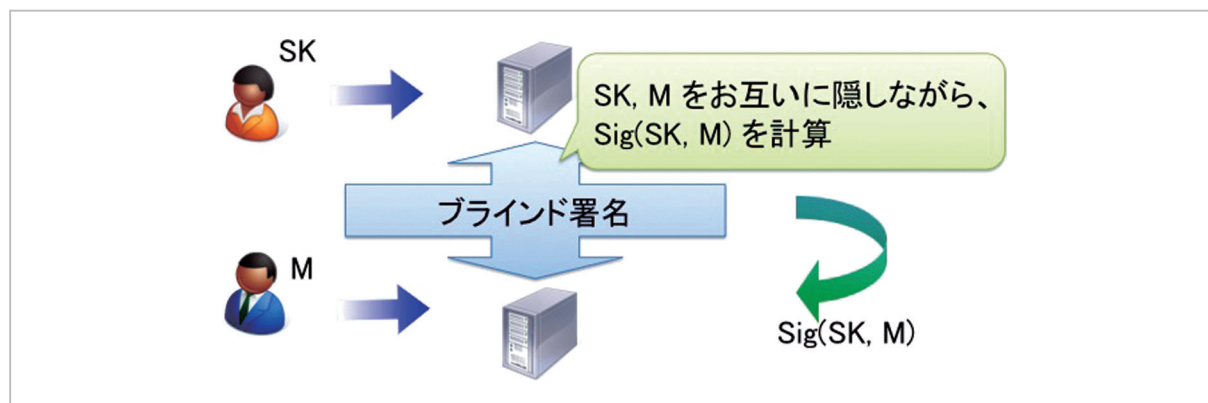 SK
SK, M をお互いに隠しながら、
Sig(SK, M) を計算
ブラインド署名
M
Sig(SK, M)